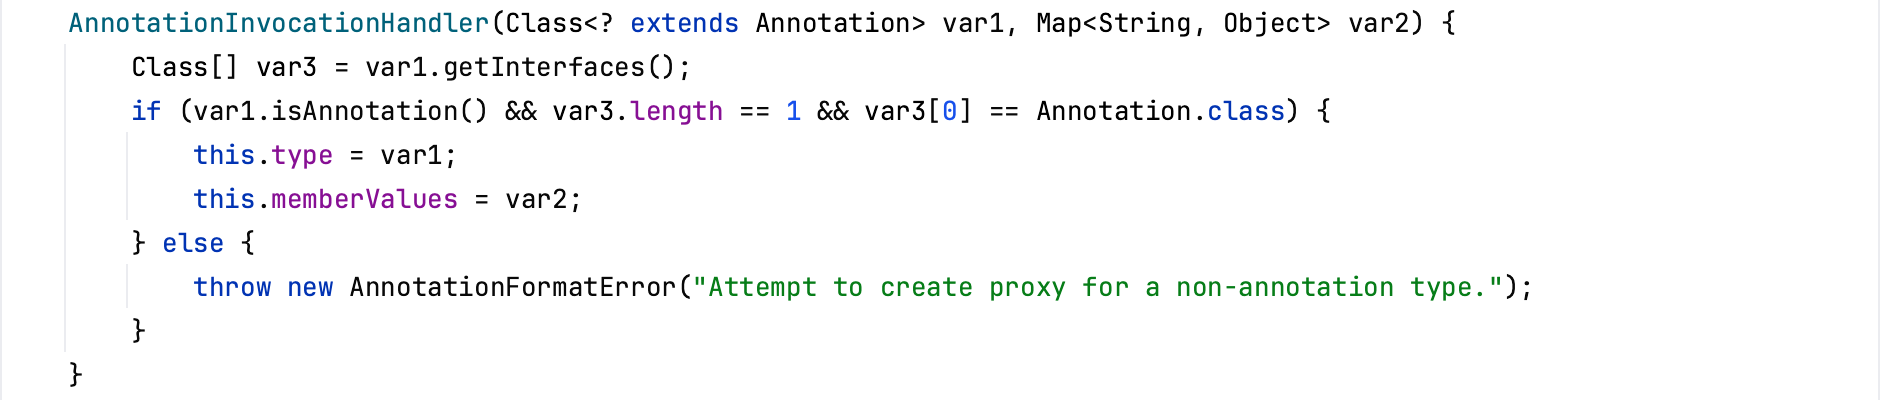 AnnotationInvocationHandler(Class<? extends Annotation> var1, Map<String, Object> var2) {
    Class[] var3 = var1.getInterfaces();
    if (var1.isAnnotation() && var3.length == 1 && var3[0] == Annotation.class) {
        this.type = var1;
        this.memberValues = var2;
    } else {
        throw new AnnotationFormatError("Attempt to create proxy for a non-annotation type.");
    }
}